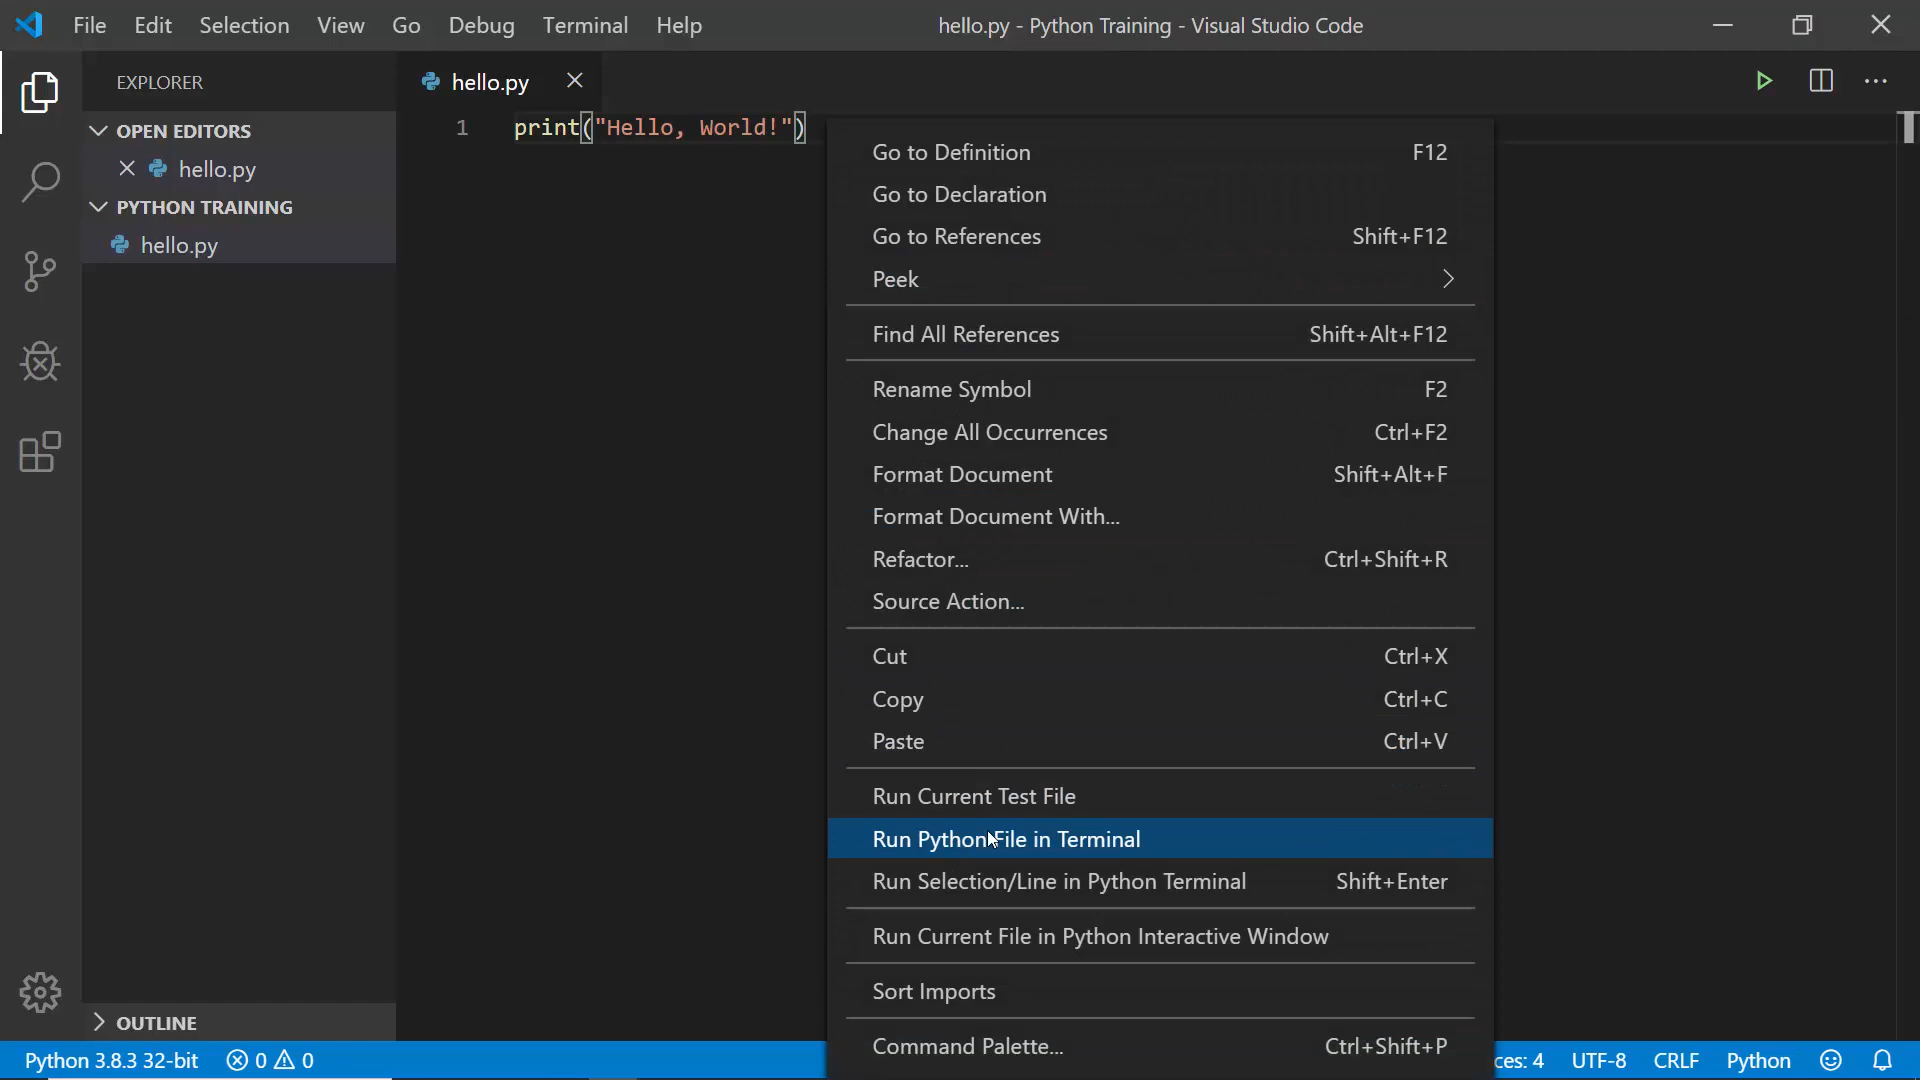 File Edit Selection View Go Debug Terminal Help hello.py - Python Training - Visual Studio Code
EXPLORER
OPEN EDITORS
hello.py
PYTHON TRAINING
hello.py
OUTLINE
hello.py
1 print("Hello, World!")
Go to Definition F12
Go to Declaration
Go to References Shift+F12
Peek
Find All References Shift+Alt+F12
Rename Symbol F2
Change All Occurrences Ctrl+F2
Format Document Shift+Alt+F
Format Document With...
Refactor... Ctrl+Shift+R
Source Action...
Cut Ctrl+X
Copy Ctrl+C
Paste Ctrl+V
Run Current Test File
Run Python File in Terminal
Run Selection/Line in Python Terminal Shift+Enter
Run Current File in Python Interactive Window
Sort Imports
Command Palette... Ctrl+Shift+P
Python 3.8.3 32-bit 0 0 ces: 4 UTF-8 CRLF Python